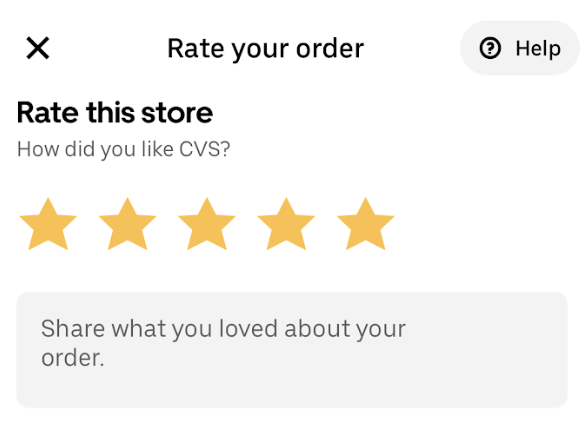 Rate your order
Help
Rate this store
How did you like CVS?
Share what you loved about your
order.